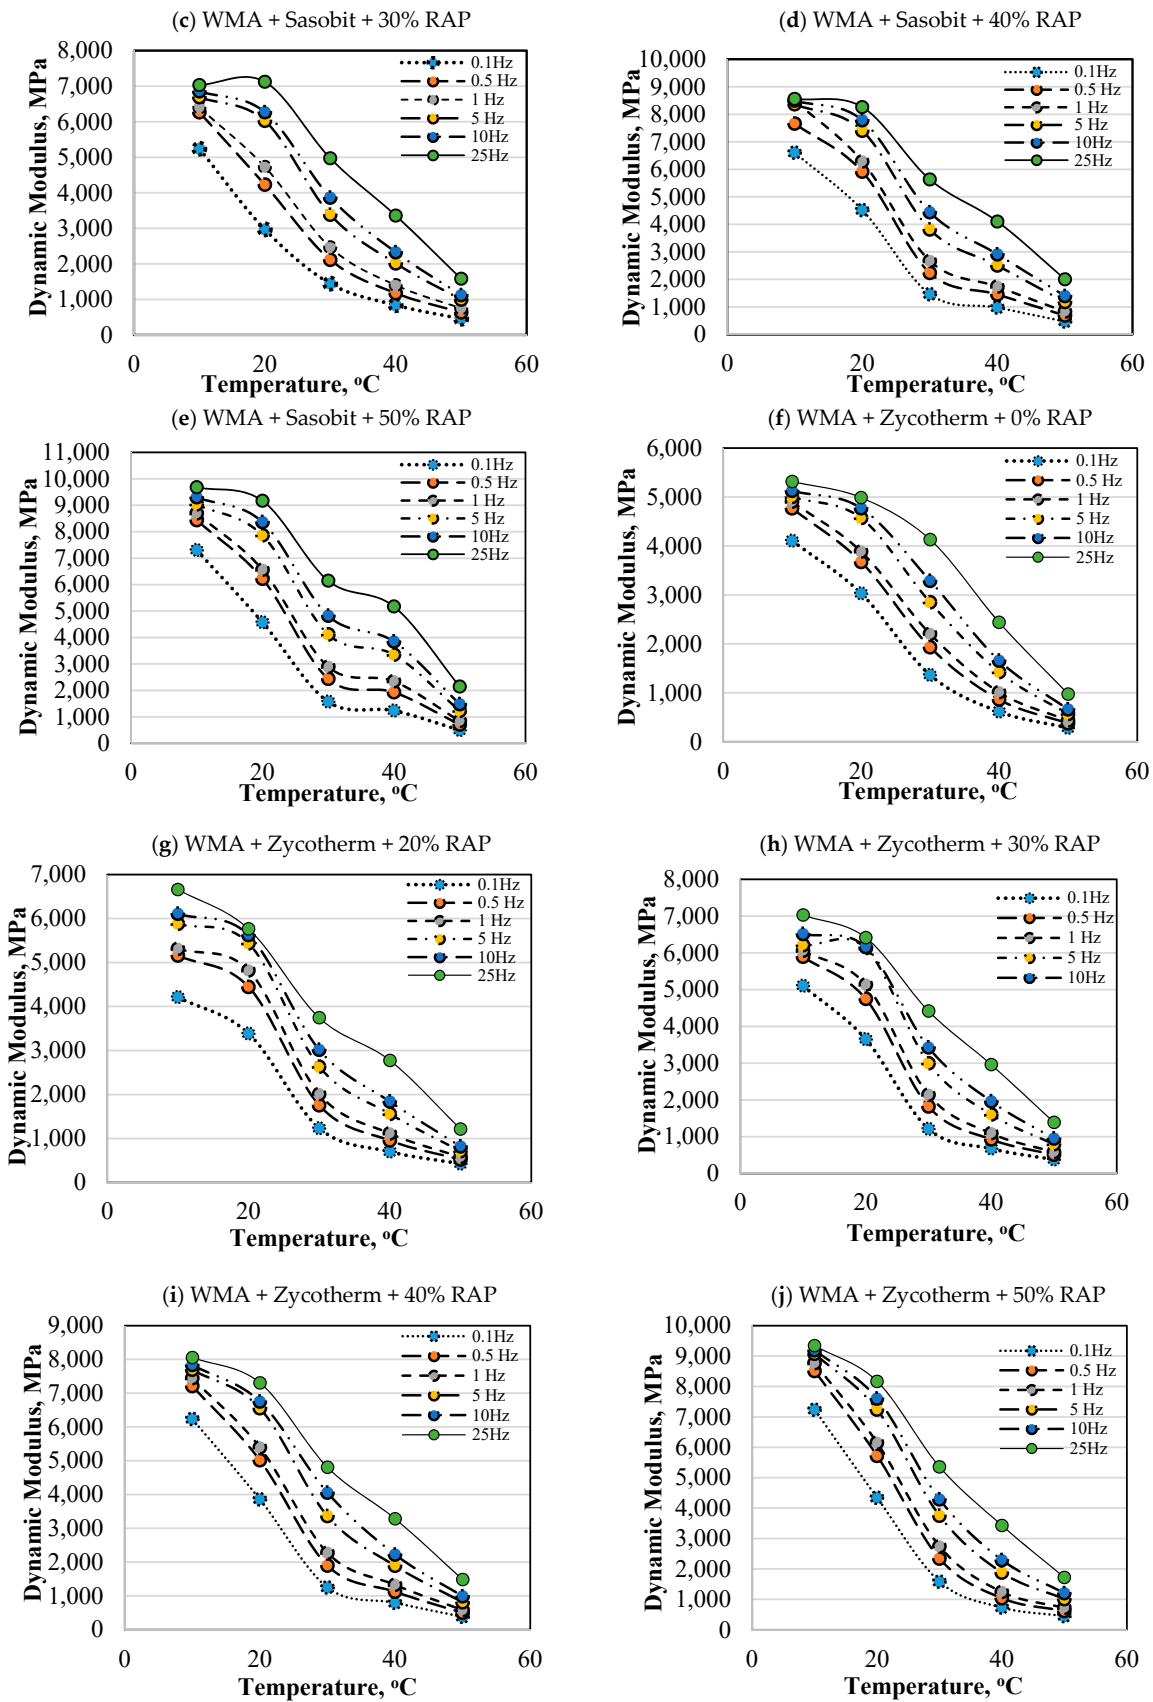 (c) WMA + Sasobit + 30% RAP
Dynamic Modulus, MPa
8,000
7,000
6,000
5,000
4,000
3,000
2,000
1,000
0
0.1Hz
0.5 Hz
1 Hz
5 Hz
10Hz
25Hz
0 20 40 60
Temperature, °C
(d) WMA + Sasobit + 40% RAP
Dynamic Modulus, MPa
10,000
9,000
8,000
7,000
6,000
5,000
4,000
3,000
2,000
1,000
0
0.1Hz
0.5 Hz
1 Hz
5 Hz
10Hz
25Hz
0 20 40 60
Temperature, °C
(e) WMA + Sasobit + 50% RAP
Dynamic Modulus, MPa
11,000
10,000
9,000
8,000
7,000
6,000
5,000
4,000
3,000
2,000
1,000
0
0.1Hz
0.5 Hz
1 Hz
5 Hz
10Hz
25Hz
0 20 40 60
Temperature, °C
(f) WMA + Zycotherm + 0% RAP
Dynamic Modulus, MPa
6,000
5,000
4,000
3,000
2,000
1,000
0
0.1Hz
0.5 Hz
1 Hz
5 Hz
10Hz
25Hz
0 20 40 60
Temperature, °C
(g) WMA + Zycotherm + 20% RAP
Dynamic Modulus, MPa
7,000
6,000
5,000
4,000
3,000
2,000
1,000
0
0.1Hz
0.5 Hz
1 Hz
5 Hz
10Hz
25Hz
0 20 40 60
Temperature, °C
(h) WMA + Zycotherm + 30% RAP
Dynamic Modulus, MPa
8,000
7,000
6,000
5,000
4,000
3,000
2,000
1,000
0
0.1Hz
0.5 Hz
1 Hz
5 Hz
10Hz
0 20 40 60
Temperature, °C
(i) WMA + Zycotherm + 40% RAP
Dynamic Modulus, MPa
9,000
8,000
7,000
6,000
5,000
4,000
3,000
2,000
1,000
0
0.1Hz
0.5 Hz
1 Hz
5 Hz
10Hz
25Hz
0 20 40 60
Temperature, °C
(j) WMA + Zycotherm + 50% RAP
Dynamic Modulus, MPa
10,000
9,000
8,000
7,000
6,000
5,000
4,000
3,000
2,000
1,000
0
0.1Hz
0.5 Hz
1 Hz
5 Hz
10Hz
25Hz
0 20 40 60
Temperature, °C